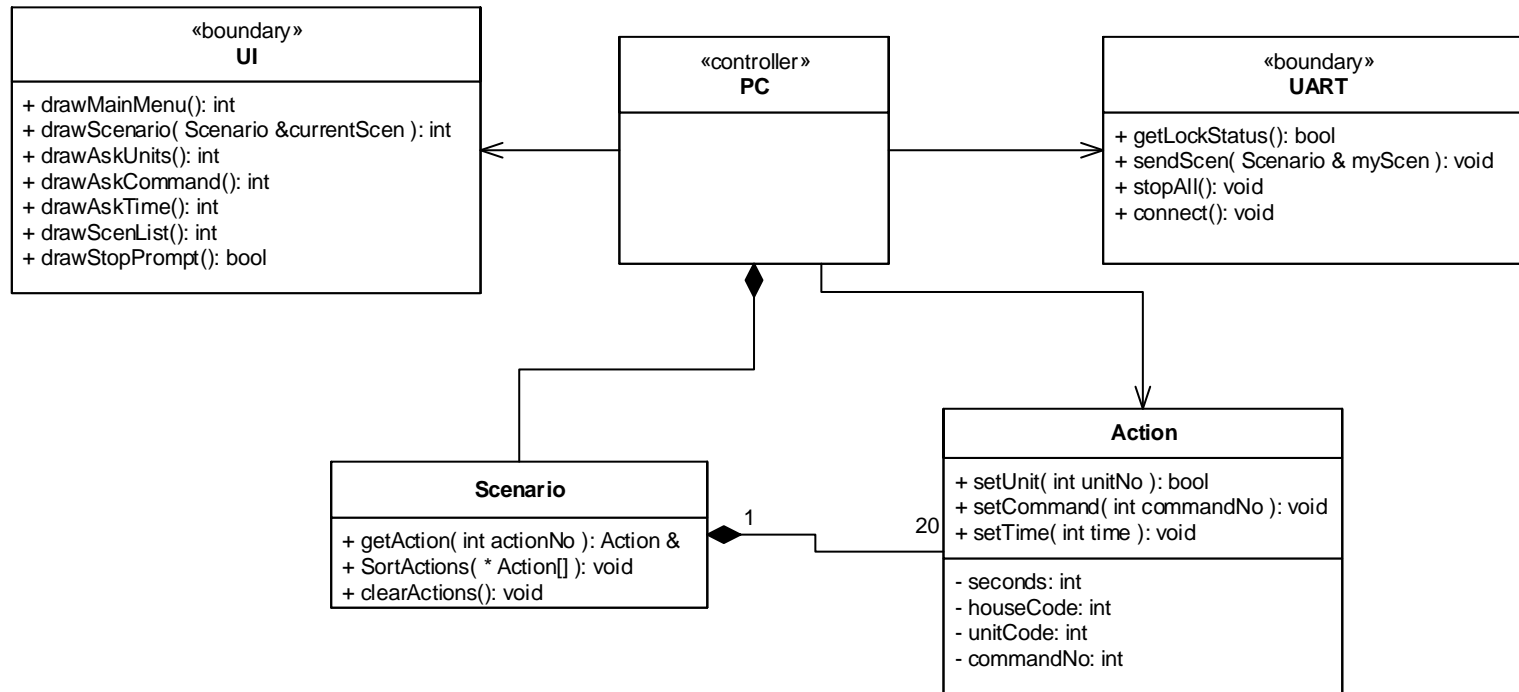 «boundary»
UI
+ drawMainMenu(): int
+ drawScenario( Scenario &currentScen ): int
+ drawAskUnits(): int
+ drawAskCommand(): int
+ drawAskTime(): int
+ drawScenList(): int
+ drawStopPrompt(): bool
«controller»
PC
«boundary»
UART
+ getLockStatus(): bool
+ sendScen( Scenario & myScen ): void
+ stopAll(): void
+ connect(): void
Scenario
+ getAction( int actionNo ): Action &
+ SortActions( * Action[] ): void
+ clearActions(): void
1
20
Action
+ setUnit( int unitNo ): bool
+ setCommand( int commandNo ): void
+ setTime( int time ): void
- seconds: int
- houseCode: int
- unitCode: int
- commandNo: int